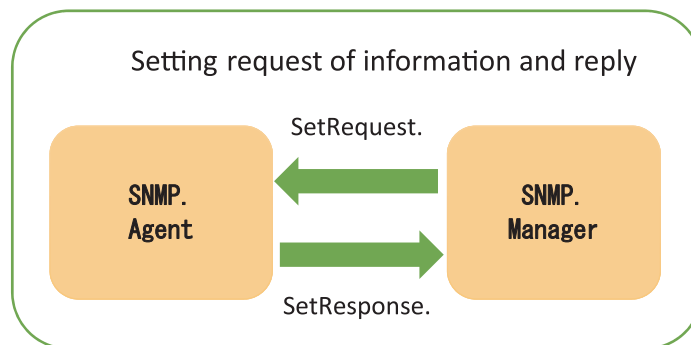 Setting request of information and reply
SetRequest.
SNMP.
Agent
SNMP.
Manager
SetResponse.